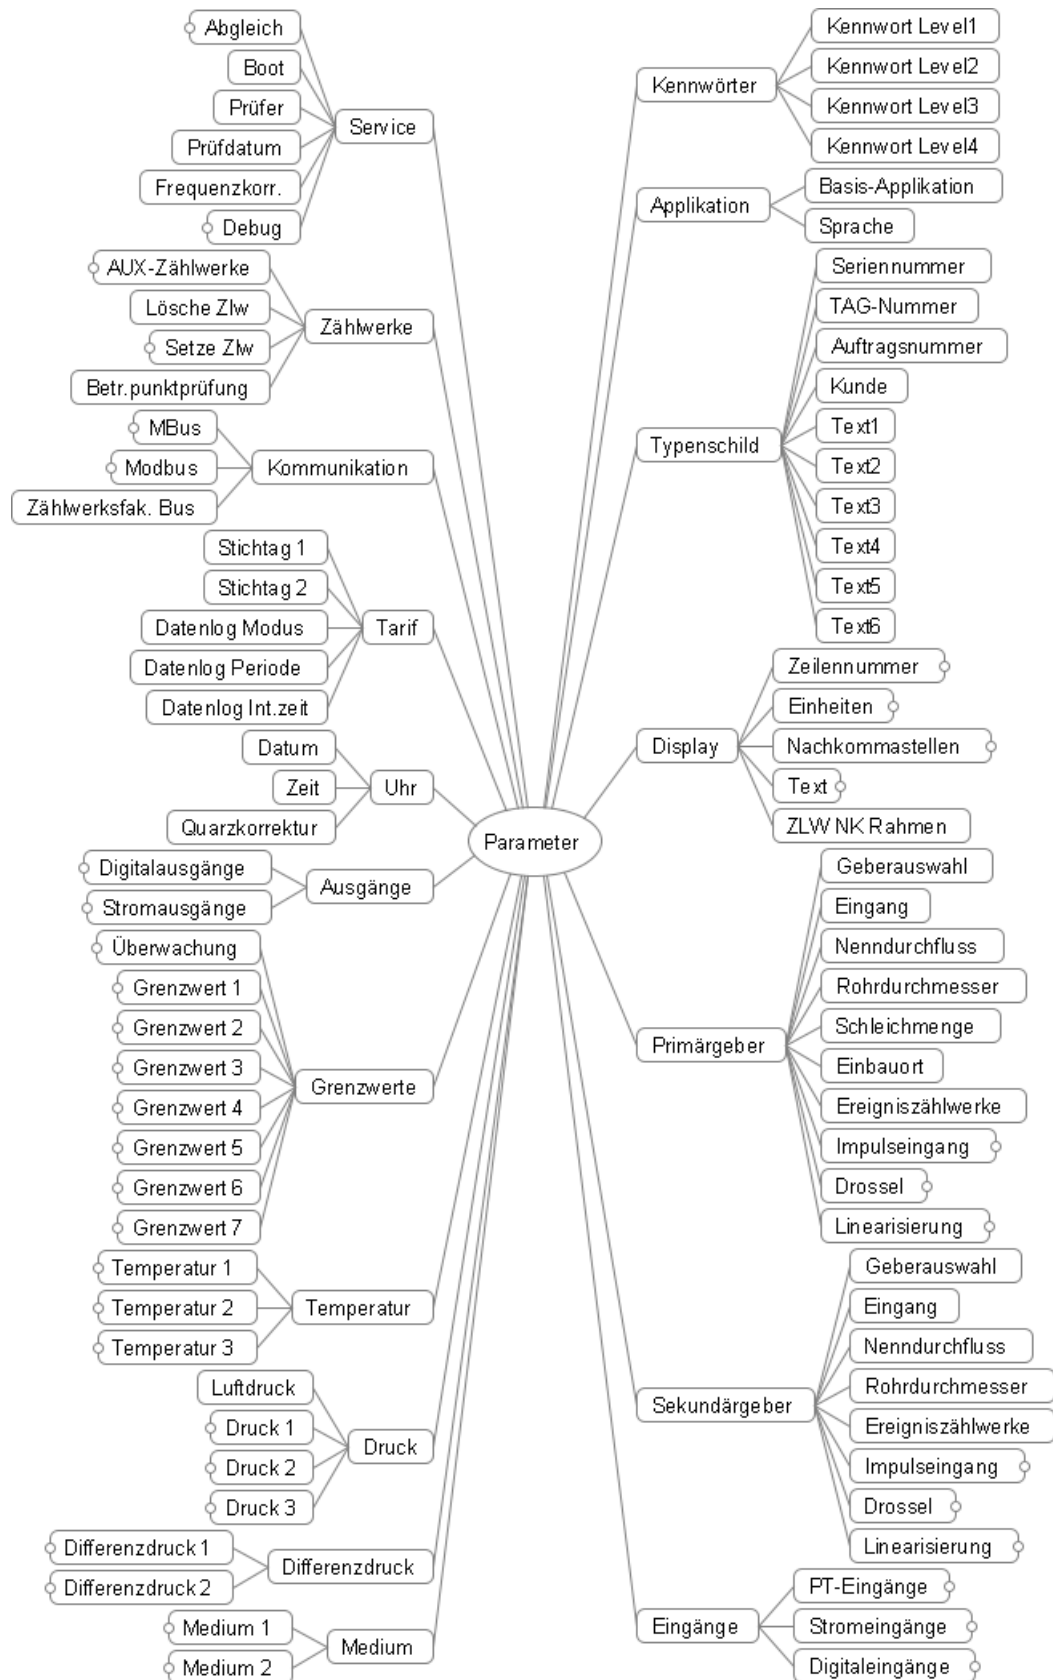 Parameter
Kennwörter
Kennwort Level1
Kennwort Level2
Kennwort Level3
Kennwort Level4
Applikation
Basis-Applikation
Sprache
Typenschild
Seriennummer
TAG-Nummer
Auftragsnummer
Kunde
Text1
Text2
Text3
Text4
Text5
Text6
Display
Zeilennummer
Einheiten
Nachkommastellen
Text
ZLW NK Rahmen
Primärgeber
Geberauswahl
Eingang
Nenndurchfluss
Rohrdurchmesser
Schleichmenge
Einbauort
Ereigniszählwerke
Impulseingang
Drossel
Linearisierung
Sekundärgeber
Geberauswahl
Eingang
Nenndurchfluss
Rohrdurchmesser
Ereigniszählwerke
Impulseingang
Drossel
Linearisierung
Eingänge
PT-Eingänge
Stromeingänge
Digitaleingänge
Service
Abgleich
Boot
Prüfer
Prüfdatum
Frequenzkorr.
Debug
Zählwerke
AUX-Zählwerke
Lösche Zlw
Setze Zlw
Betr.punktprüfung
Kommunikation
MBus
Modbus
Zählwerksfak. Bus
Tarif
Stichtag 1
Stichtag 2
Datenlog Modus
Datenlog Periode
Datenlog Int.zeit
Uhr
Datum
Zeit
Quarzkorrektur
Ausgänge
Digitalausgänge
Stromausgänge
Grenzwerte
Überwachung
Grenzwert 1
Grenzwert 2
Grenzwert 3
Grenzwert 4
Grenzwert 5
Grenzwert 6
Grenzwert 7
Temperatur
Temperatur 1
Temperatur 2
Temperatur 3
Druck
Luftdruck
Druck 1
Druck 2
Druck 3
Differenzdruck
Differenzdruck 1
Differenzdruck 2
Medium
Medium 1
Medium 2